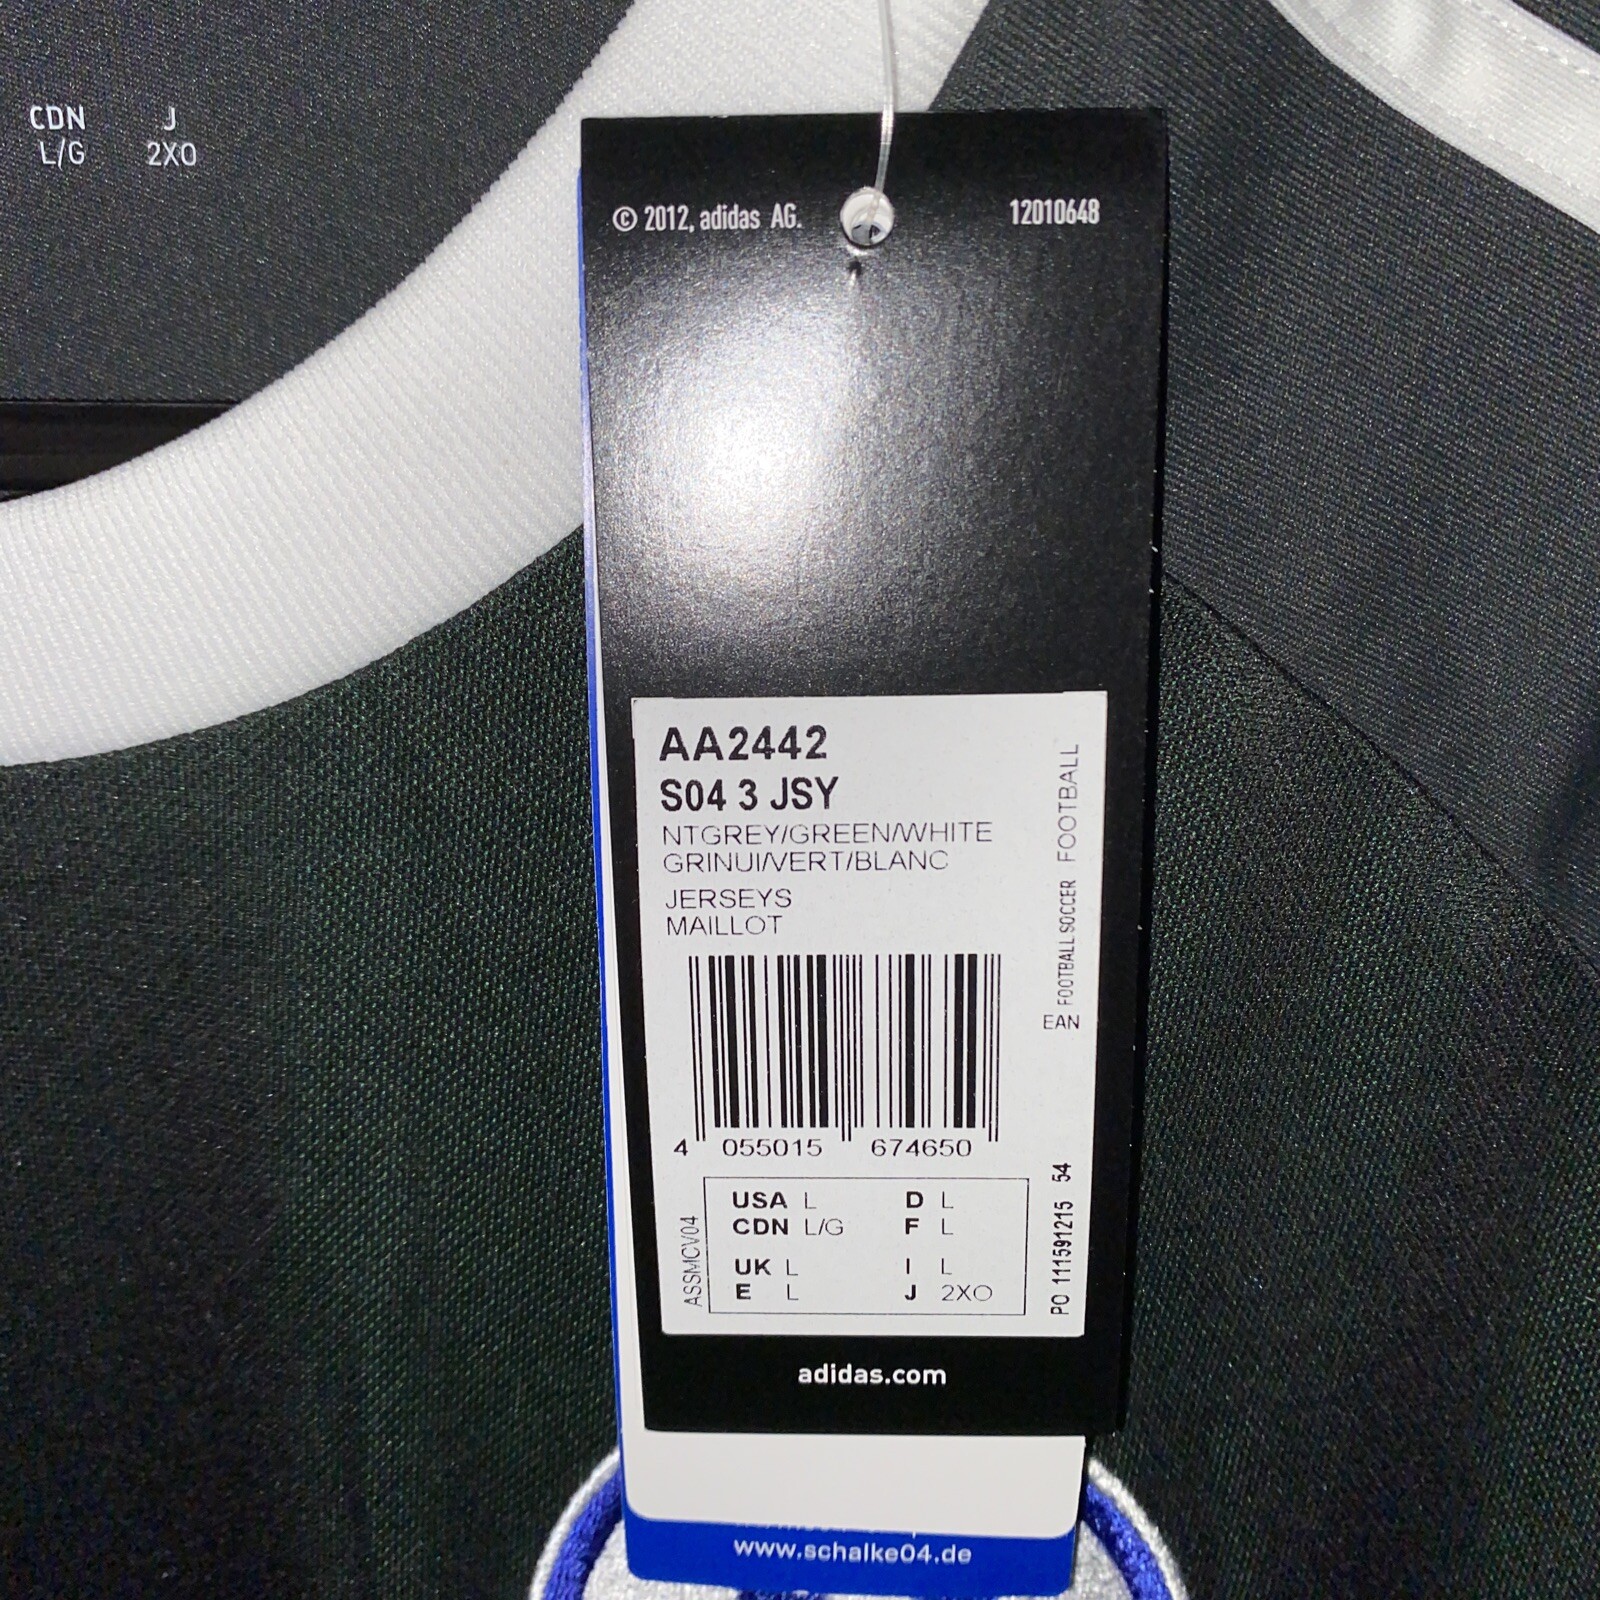 CDN J
L/G 2XO
© 2012, adidas AG. 12010648
AA2442
S04 3 JSY
NTGREY/GREEN/WHITE
GRINUI/VERT/BLANC
JERSEYS
MAILLOT
EAN FOOTBALL SOCCER FOOTBALL
4 055015 674650
ASSMCV04
USA L D L
CDN L/G F L
UK L I L
E L J 2XO
PO 111591215 54
adidas.com
www.schalke04.de